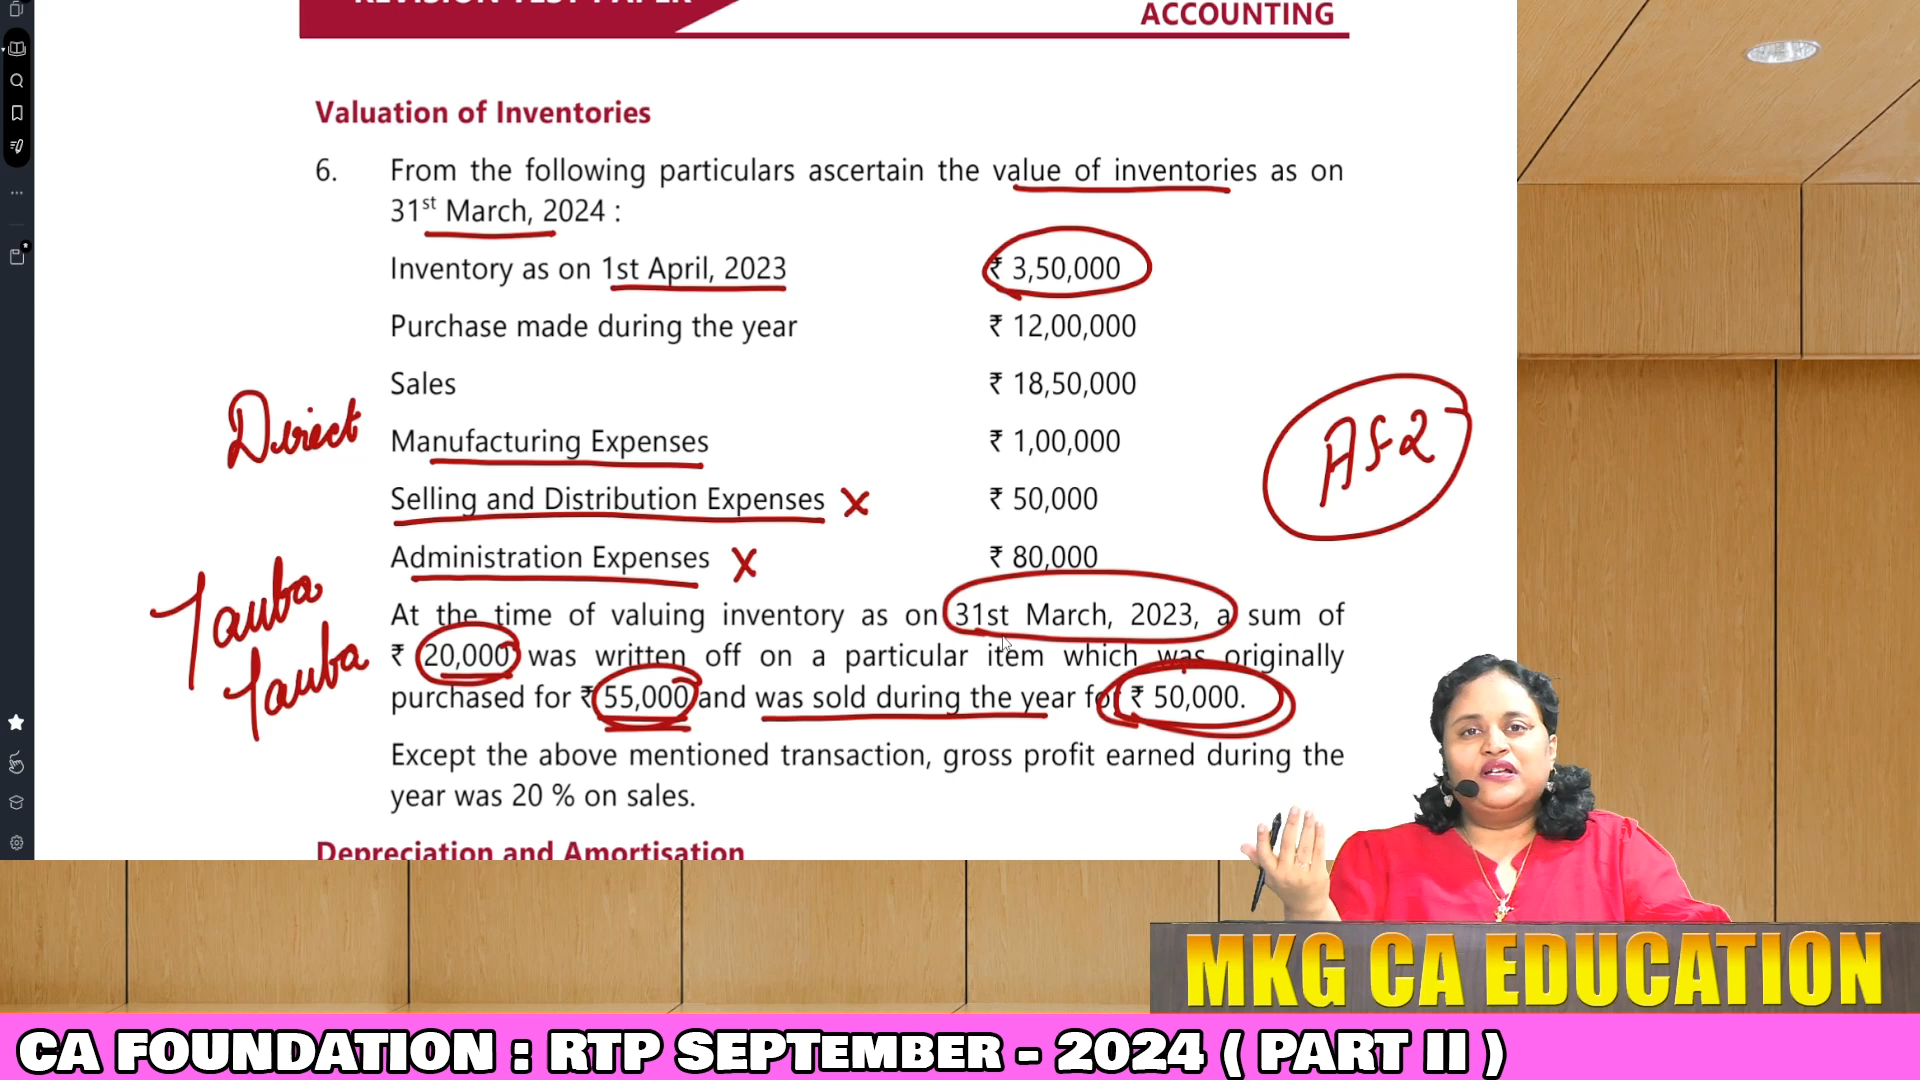 REVISION TEST PAPER
ACCOUNTING
Valuation of Inventories
6. From the following particulars ascertain the value of inventories as on
31st March, 2024 :
Inventory as on 1st April, 2023 ₹ 3,50,000
Purchase made during the year ₹ 12,00,000
Sales ₹ 18,50,000
Direct Manufacturing Expenses ₹ 1,00,000
AS 2
Selling and Distribution Expenses X ₹ 50,000
Administration Expenses X ₹ 80,000
Tauba
Tauba
At the time of valuing inventory as on 31st March, 2023, a sum of
₹ 20,000 was written off on a particular item which was originally
purchased for ₹ 55,000 and was sold during the year for ₹ 50,000.
Except the above mentioned transaction, gross profit earned during the
year was 20 % on sales.
Depreciation and Amortisation
MKG CA EDUCATION
CA FOUNDATION : RTP SEPTEMBER - 2024 ( PART II )